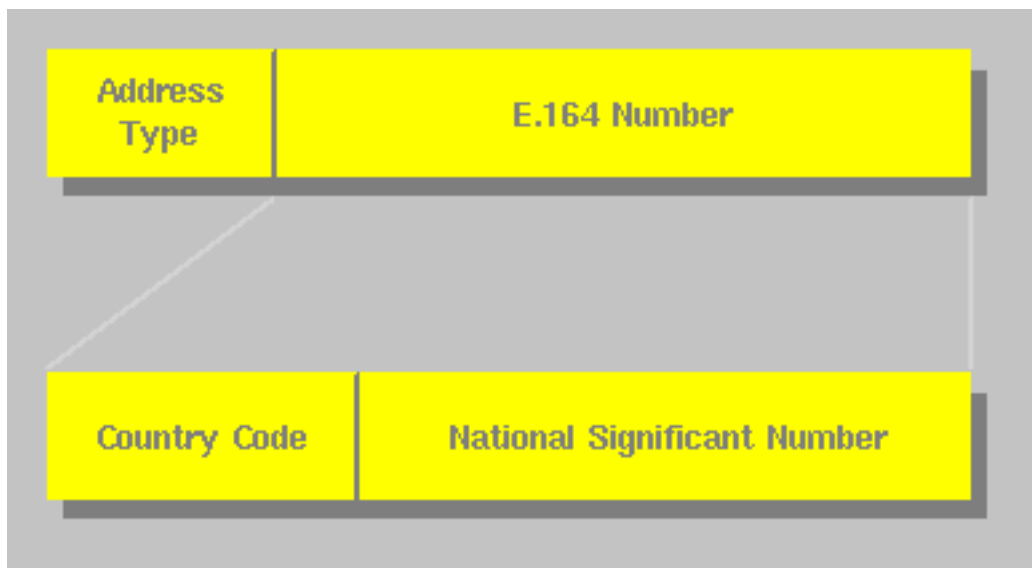 Address
Type
E.164 Number
Country Code
National Significant Number